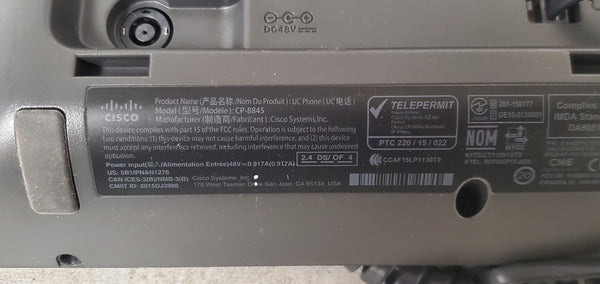 DC48V
CISCO
Product Name (产品名称/Nom Du Produit) : UC Phone ( UC 电话 )
Model ( 型号/Modèle) : CP-8845
Manufacturer (制造商/Fabricant ) : Cisco Systems,Inc.
This device complies with part 15 of the FCC rules. Operation is subject to the following
two conditions; (1) this device may not cause harmful interference, and (2) this device
must accept any interference received, including interference that may cause undesired
operation.
Power input(输入/Alimentation Entrée)48V⎓0.917A(0.917A)
2.4 DS/ OF 4
US: 5B1IPNAN1276
CAN ICES-3(B)/NMB-3(B)
CMIIT ID: 2015DJ3988
Cisco Systems, Inc.
170 West Tasman Drive San Jose, CA 95134, USA
TELEPERMIT
PTC 220 / 15 / 022
CCAF15LP1130T8
201-150177
NOM
NYCE
Complies
IMDA Standa
CNC